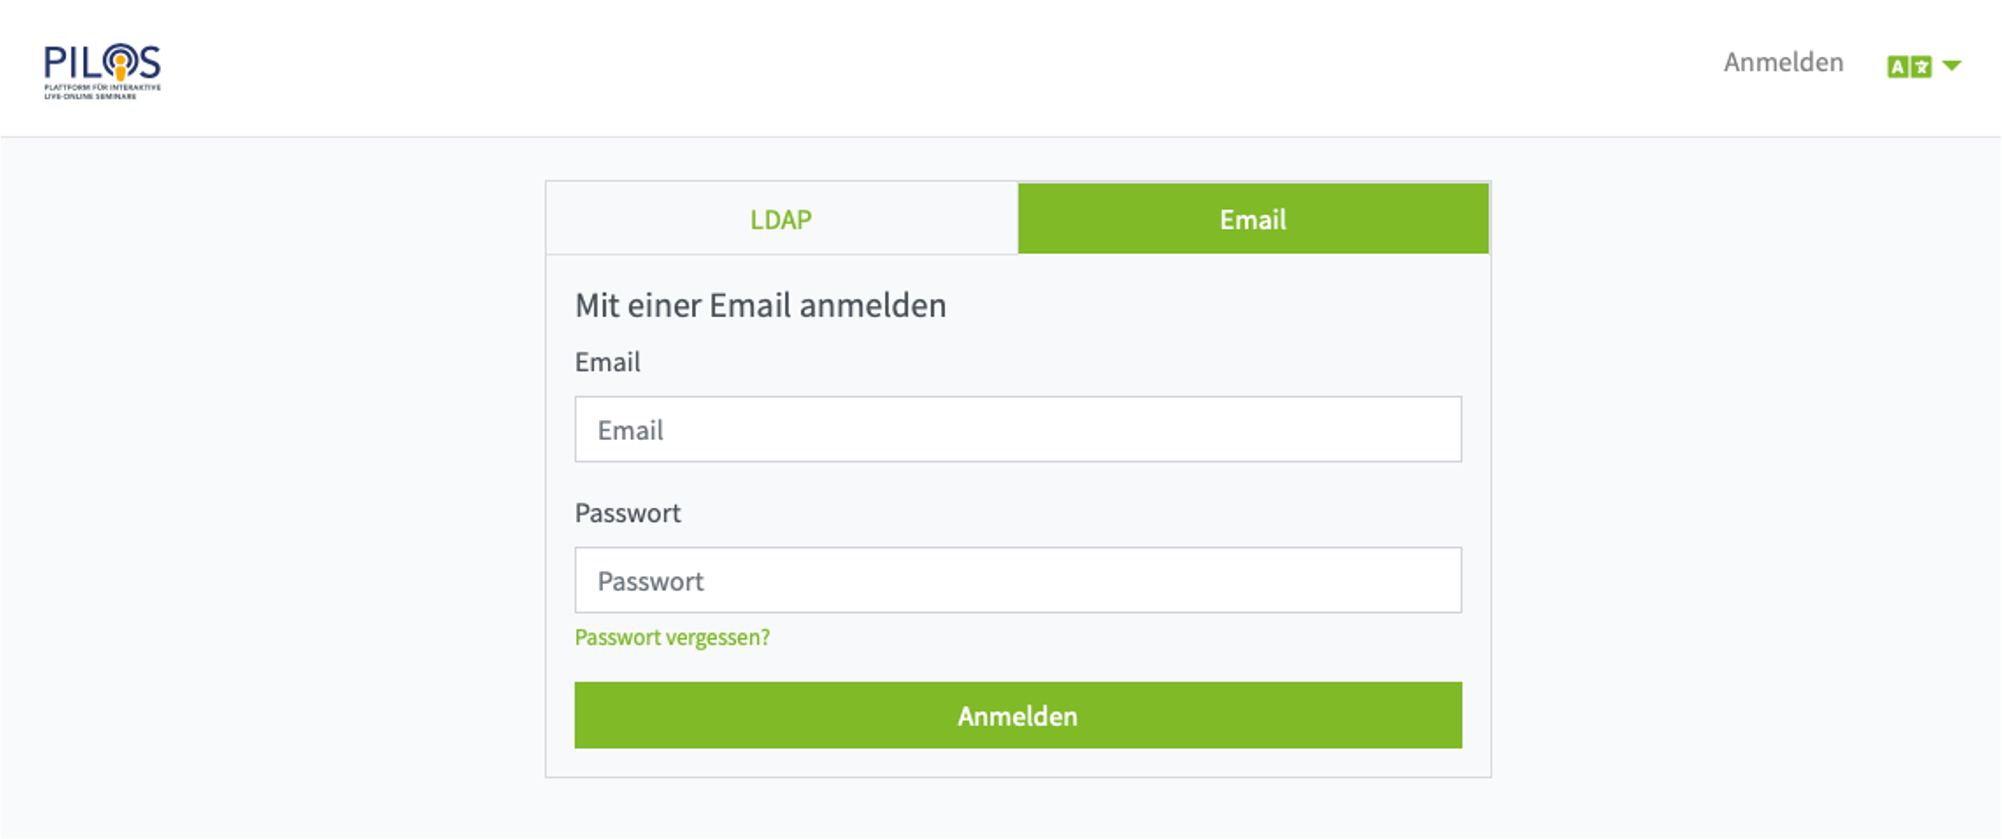 PILOS
PLATTFORM FÜR INTERAKTIVE
LIVE-ONLINE SEMINARE
Anmelden
LDAP
Email
Mit einer Email anmelden
Email
Email
Passwort
Passwort
Passwort vergessen?
Anmelden